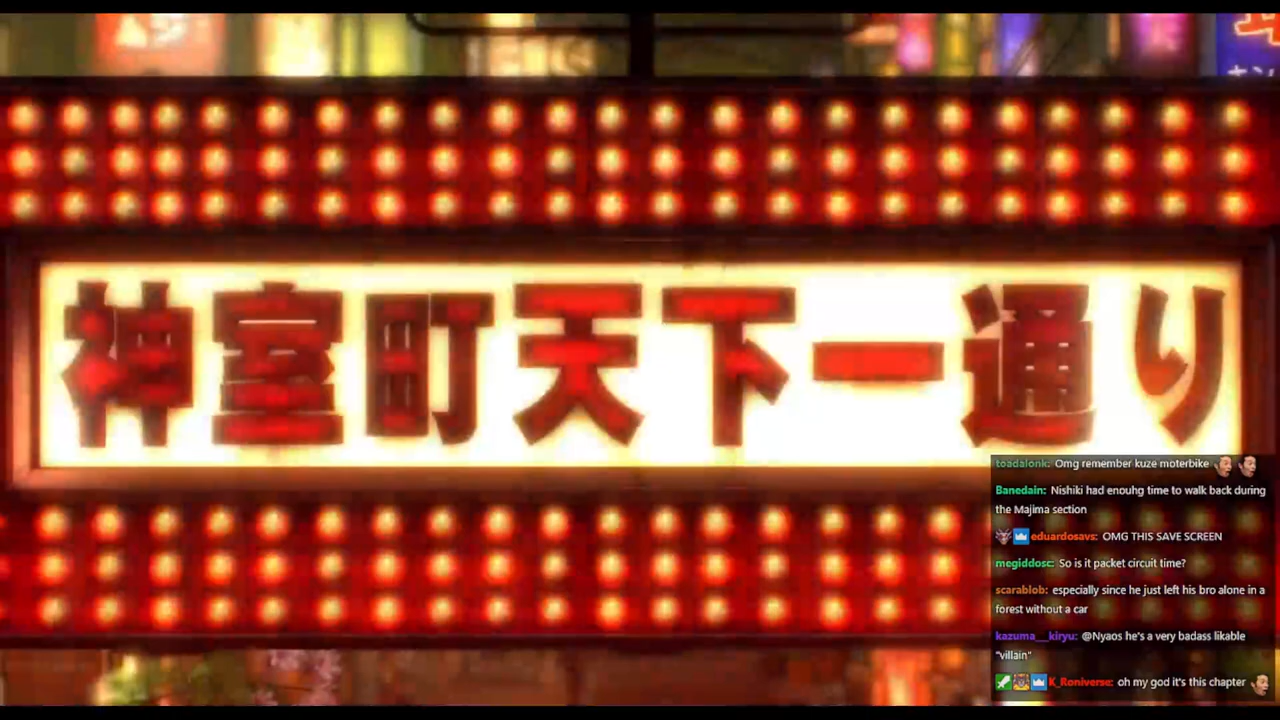 神室町天下一通り
toadalonk: Omg remember kuze moterbike
Banedain: Nishiki had enouhg time to walk back during
the Majima section
eduardosavs: OMG THIS SAVE SCREEN
megiddosc: So is it packet circuit time?
scarablob: especially since he just left his bro alone in a
forest without a car
kazuma__kiryu: @Nyaos he's a very badass likable
"villain"
K_Roniverse: oh my god it's this chapter